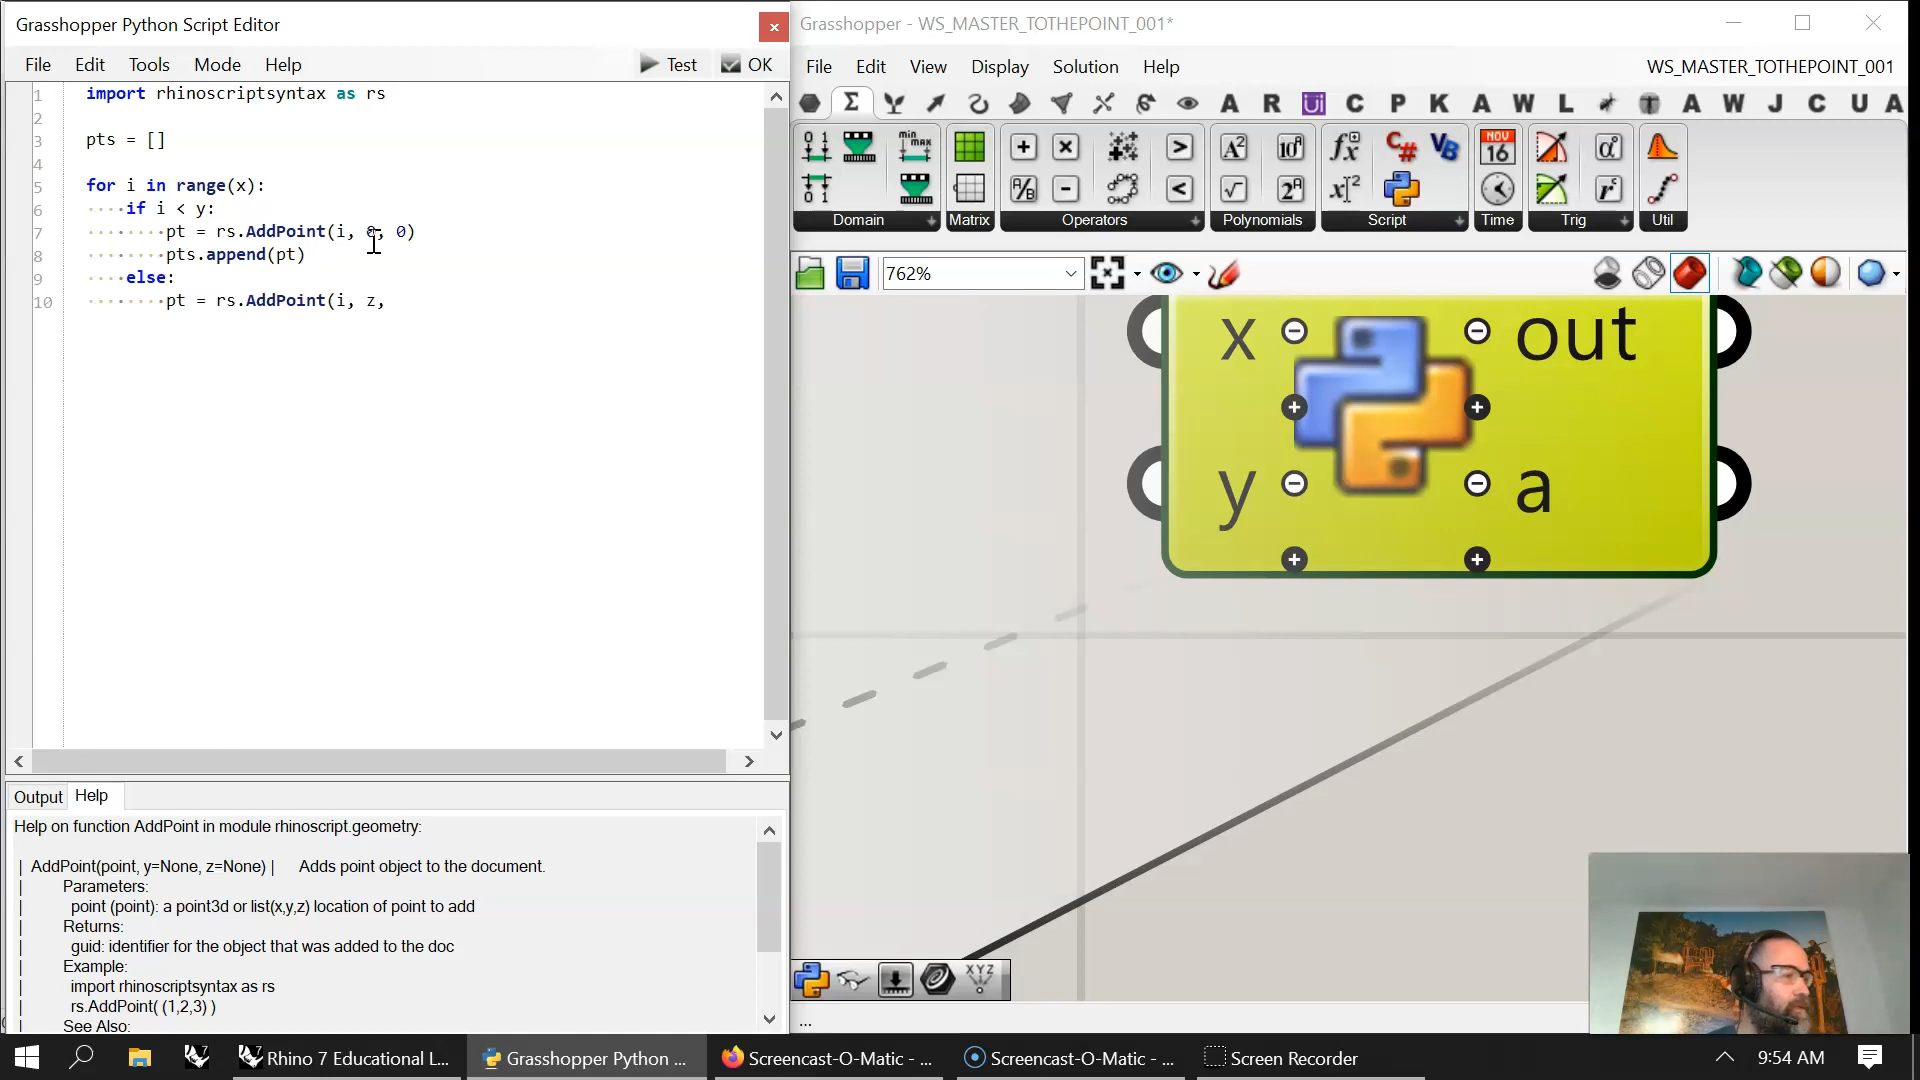 Grasshopper Python Script Editor
x
File Edit Tools Mode Help
Test OK
1 import rhinoscriptsyntax as rs
2
3 pts = []
4
5 for i in range(x):
6 ····if i < y:
7 ········pt = rs.AddPoint(i, 0, 0)
8 ········pts.append(pt)
9 ····else:
10 ········pt = rs.AddPoint(i, z,
Output Help
Help on function AddPoint in module rhinoscript.geometry:
| AddPoint(point, y=None, z=None) | Adds point object to the document.
| Parameters:
| point (point): a point3d or list(x,y,z) location of point to add
| Returns:
| guid: identifier for the object that was added to the doc
| Example:
| import rhinoscriptsyntax as rs
| rs.AddPoint( (1,2,3) )
| See Also:
Grasshopper - WS_MASTER_TOTHEPOINT_001*
File Edit View Display Solution Help WS_MASTER_TOTHEPOINT_001
A R Ui C P K A W L A W J C U A
Domain Matrix Operators Polynomials Script Time Trig Util
762%
x out
y a
XYZ
...
Rhino 7 Educational L... Grasshopper Python ... Screencast-O-Matic - ... Screencast-O-Matic - ... Screen Recorder 9:54 AM